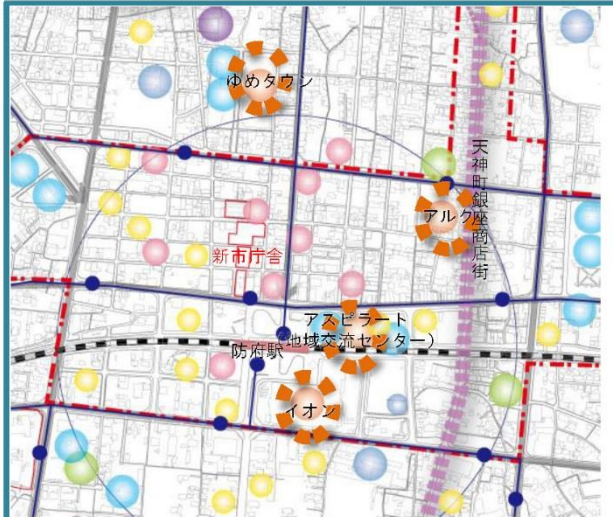 ゆめタウン
天神町銀座商店街
アルク
新市庁舎
アスピラート
(地域交流センター)
防府駅
イオン